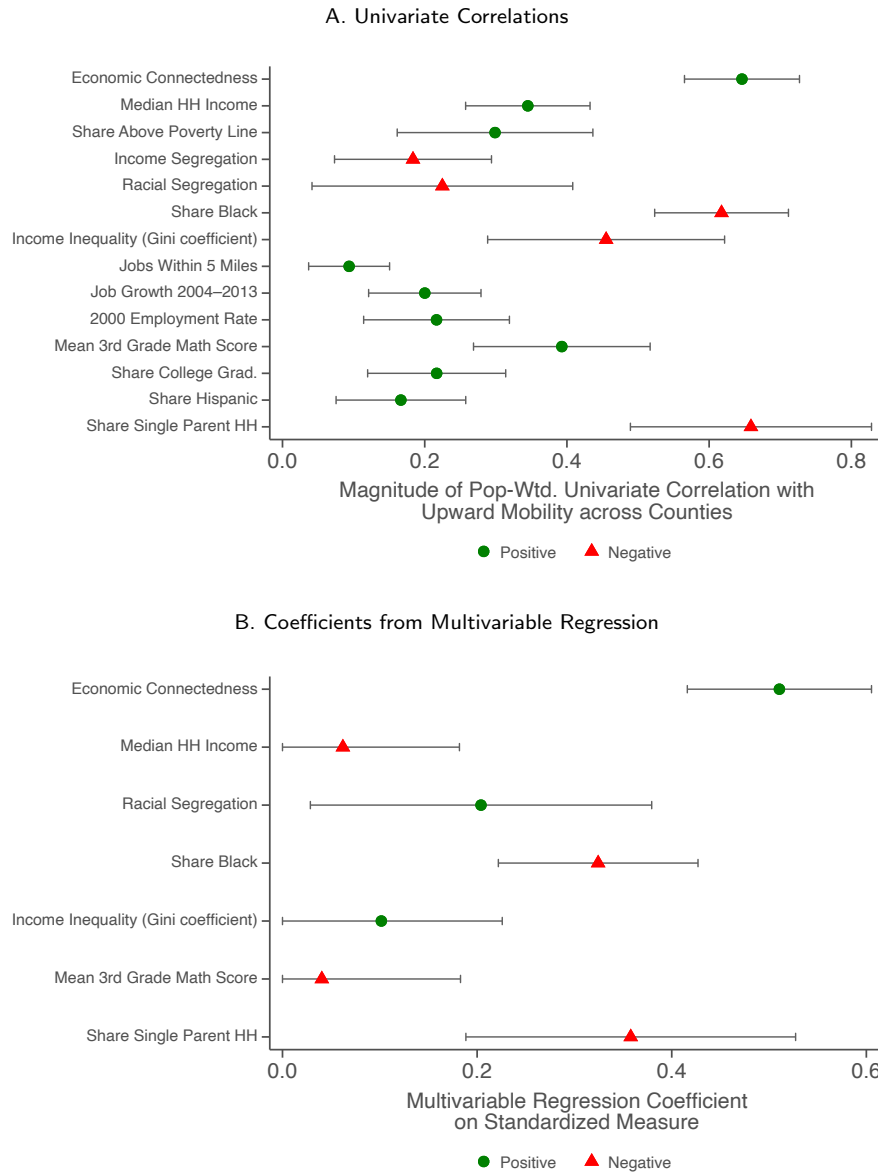 A. Univariate Correlations
Economic Connectedness
Median HH Income
Share Above Poverty Line
Income Segregation
Racial Segregation
Share Black
Income Inequality (Gini coefficient)
Jobs Within 5 Miles
Job Growth 2004–2013
2000 Employment Rate
Mean 3rd Grade Math Score
Share College Grad.
Share Hispanic
Share Single Parent HH
0.0 0.2 0.4 0.6 0.8
Magnitude of Pop-Wtd. Univariate Correlation with
Upward Mobility across Counties
Positive Negative
B. Coefficients from Multivariable Regression
Economic Connectedness
Median HH Income
Racial Segregation
Share Black
Income Inequality (Gini coefficient)
Mean 3rd Grade Math Score
Share Single Parent HH
0.0 0.2 0.4 0.6
Multivariable Regression Coefficient
on Standardized Measure
Positive Negative